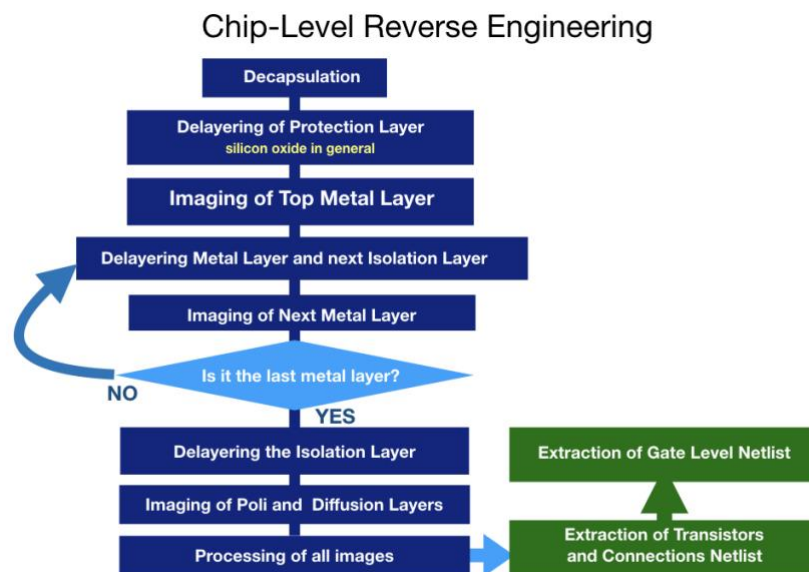 Chip-Level Reverse Engineering
Decapsulation
Delayering of Protection Layer
silicon oxide in general
Imaging of Top Metal Layer
Delayering Metal Layer and next Isolation Layer
Imaging of Next Metal Layer
Is it the last metal layer?
NO
YES
Delayering the Isolation Layer
Imaging of Poli and Diffusion Layers
Processing of all images
Extraction of Gate Level Netlist
Extraction of Transistors
and Connections Netlist